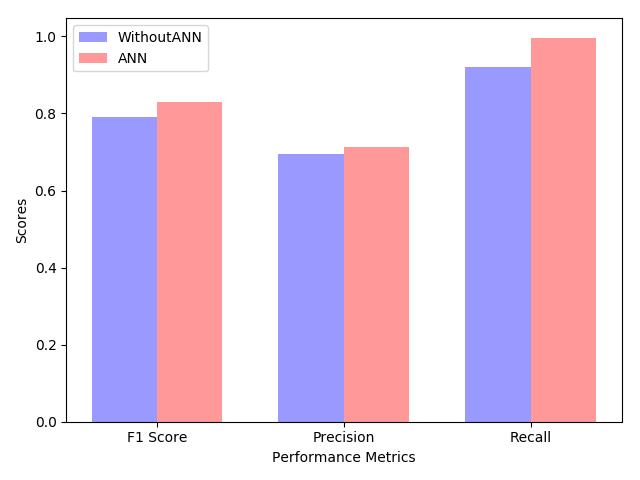 WithoutANN
ANN
1.0
0.8
0.6
0.4
0.2
0.0
Scores
F1 Score
Precision
Recall
Performance Metrics